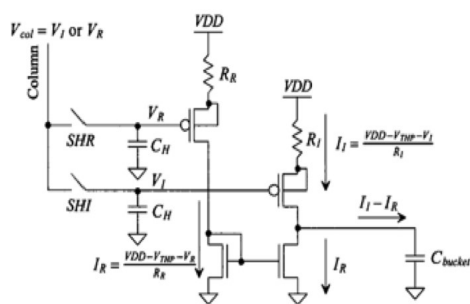 V_col = V_I or V_R
Column
VDD
R_R
V_R
SHR
C_H
VDD
R_I
I_I = (VDD−V_THP−V_I)/R_I
V_I
SHI
C_H
I_I − I_R
I_R = (VDD−V_THP−V_R)/R_R
I_R
C_bucket